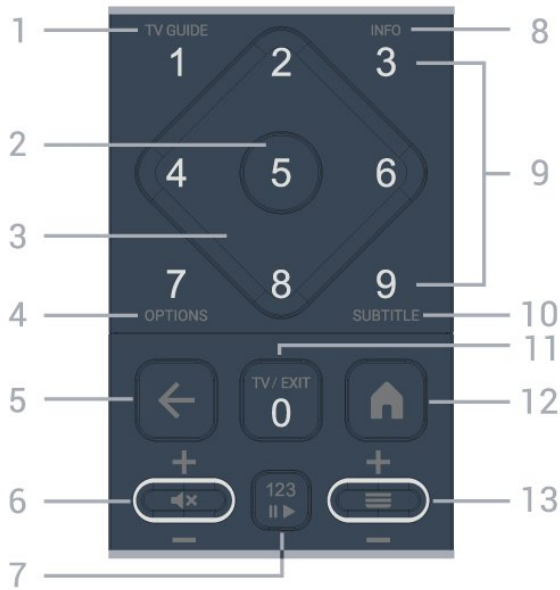 1 TV GUIDE INFO 8
1 2 3
2 9
4 5 6
3
7 8 9
4 OPTIONS SUBTITLE 10
11
TV / EXIT
5 0 12
+ +
6 123 13
− −
7